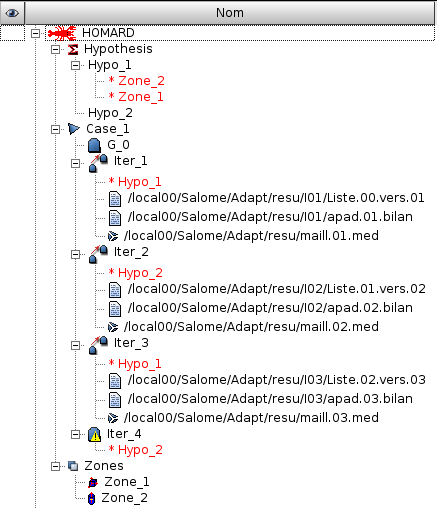 Nom
HOMARD
Hypothesis
Hypo_1
* Zone_2
* Zone_1
Hypo_2
Case_1
G_0
Iter_1
* Hypo_1
/local00/Salome/Adapt/resu/I01/Liste.00.vers.01
/local00/Salome/Adapt/resu/I01/apad.01.bilan
/local00/Salome/Adapt/resu/maill.01.med
Iter_2
* Hypo_2
/local00/Salome/Adapt/resu/I02/Liste.01.vers.02
/local00/Salome/Adapt/resu/I02/apad.02.bilan
/local00/Salome/Adapt/resu/maill.02.med
Iter_3
* Hypo_1
/local00/Salome/Adapt/resu/I03/Liste.02.vers.03
/local00/Salome/Adapt/resu/I03/apad.03.bilan
/local00/Salome/Adapt/resu/maill.03.med
Iter_4
* Hypo_2
Zones
Zone_1
Zone_2